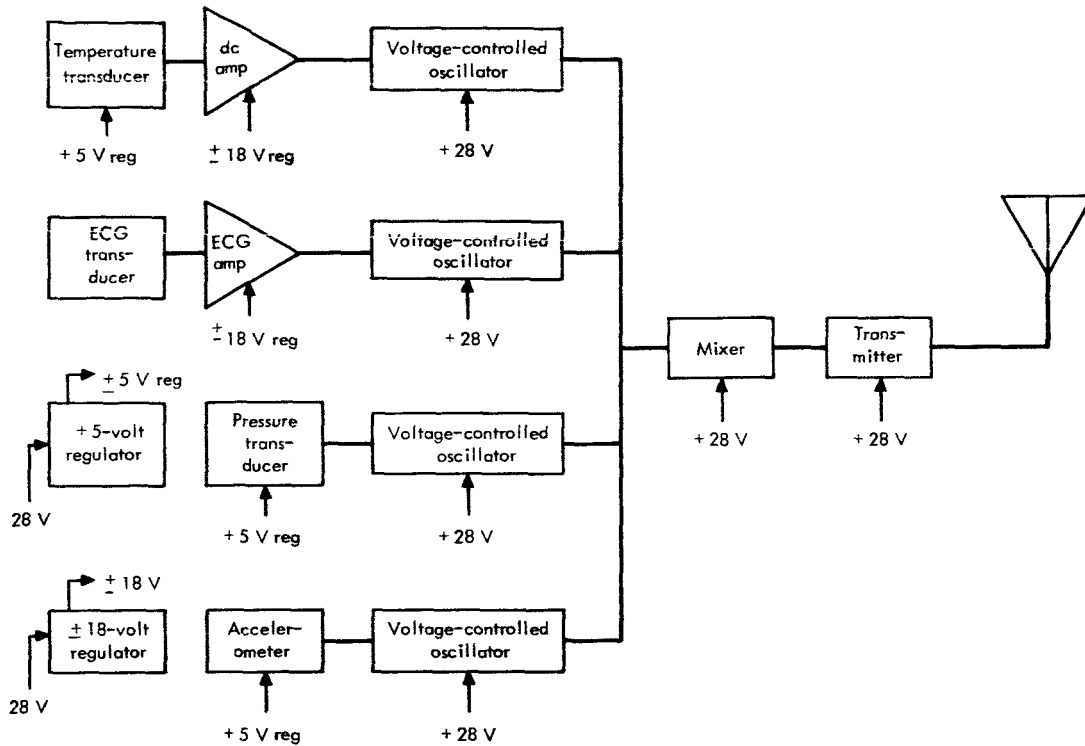 Temperature
transducer
dc
amp
Voltage-controlled
oscillator
+ 5 V reg
± 18 V reg
+ 28 V
ECG
trans-
ducer
ECG
amp
Voltage-controlled
oscillator
± 18 V reg
+ 28 V
Mixer
Trans-
mitter
+ 28 V
+ 28 V
± 5 V reg
+ 5-volt
regulator
28 V
Pressure
trans-
ducer
Voltage-controlled
oscillator
+ 5 V reg
+ 28 V
± 18 V
± 18-volt
regulator
28 V
Acceler-
ometer
Voltage-controlled
oscillator
+ 5 V reg
+ 28 V